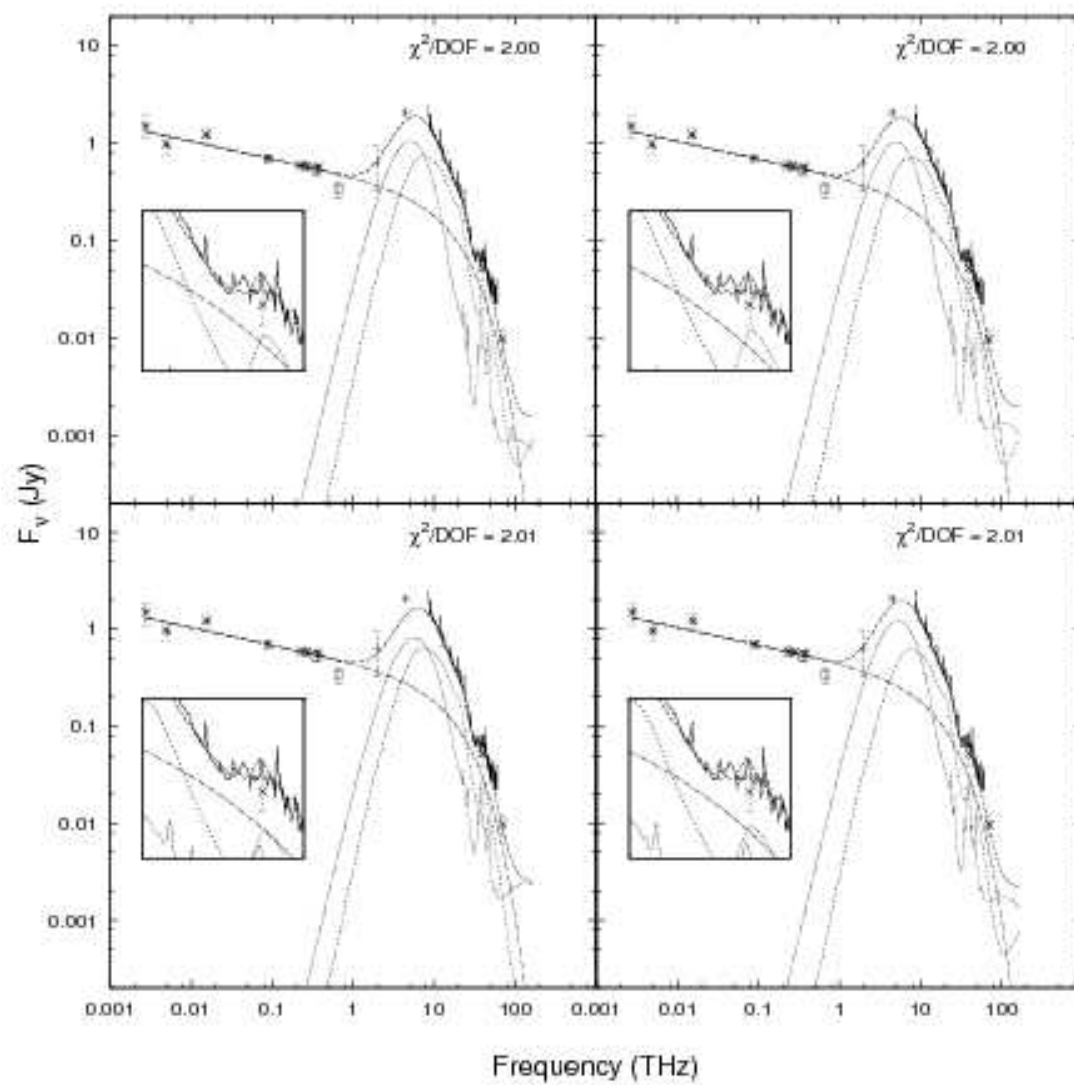 χ²/DOF = 2.00
χ²/DOF = 2.00
10
1
0.1
0.01
0.001
χ²/DOF = 2.01
χ²/DOF = 2.01
10
1
0.1
0.01
0.001
F_ν (Jy)
0.001 0.01 0.1 1 10 100 0.001 0.01 0.1 1 10 100
Frequency (THz)